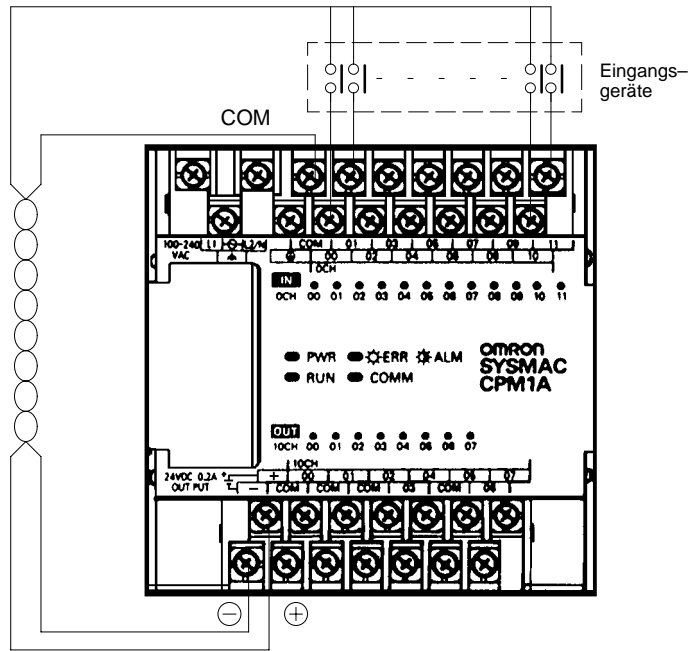 Eingangs–
geräte
COM
100-240 L1 L2/N COM 01 03 05 07 09 11
VAC 00 02 04 06 08 10
0CH
IN
0CH 00 01 02 03 04 05 06 07 08 09 10 11
PWR ERR ALM
RUN COMM
OMRON
SYSMAC
CPM1A
OUT
10CH 00 01 02 03 04 05 06 07
10CH
24VDC 0.2A + + 00 01 02 04 06 07
OUT PUT - − COM COM COM 03 COM 06
− +